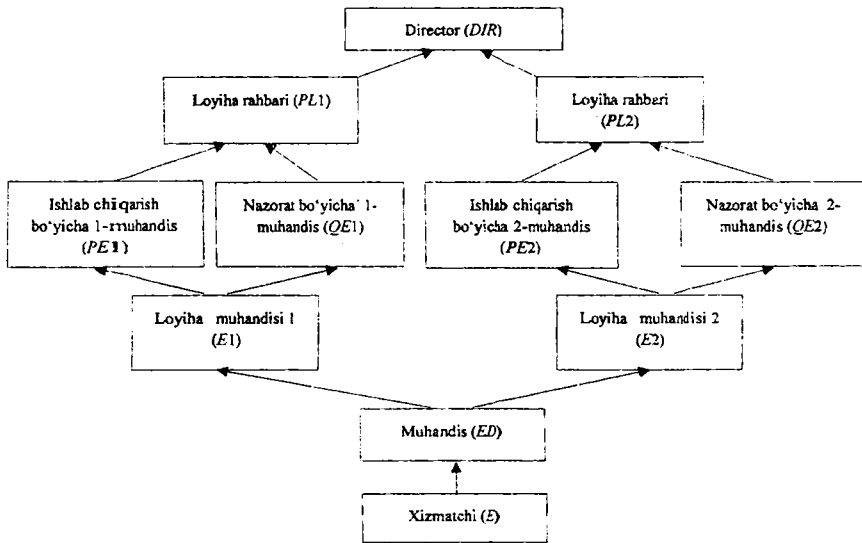 Director (DIR)
Loyiha rahbari (PL1)
Loyiha rahbari
(PL2)
Ishlab chiqarish
bo‘yicha 1-muhandis
(PE1)
Nazorat bo‘yicha 1-
muhandis (QE1)
Ishlab chiqarish
bo‘yicha 2-muhandis
(PE2)
Nazorat bo‘yicha 2-
muhandis (QE2)
Loyiha muhandisi 1
(E1)
Loyiha muhandisi 2
(E2)
Muhandis (ED)
Xizmatchi (E)